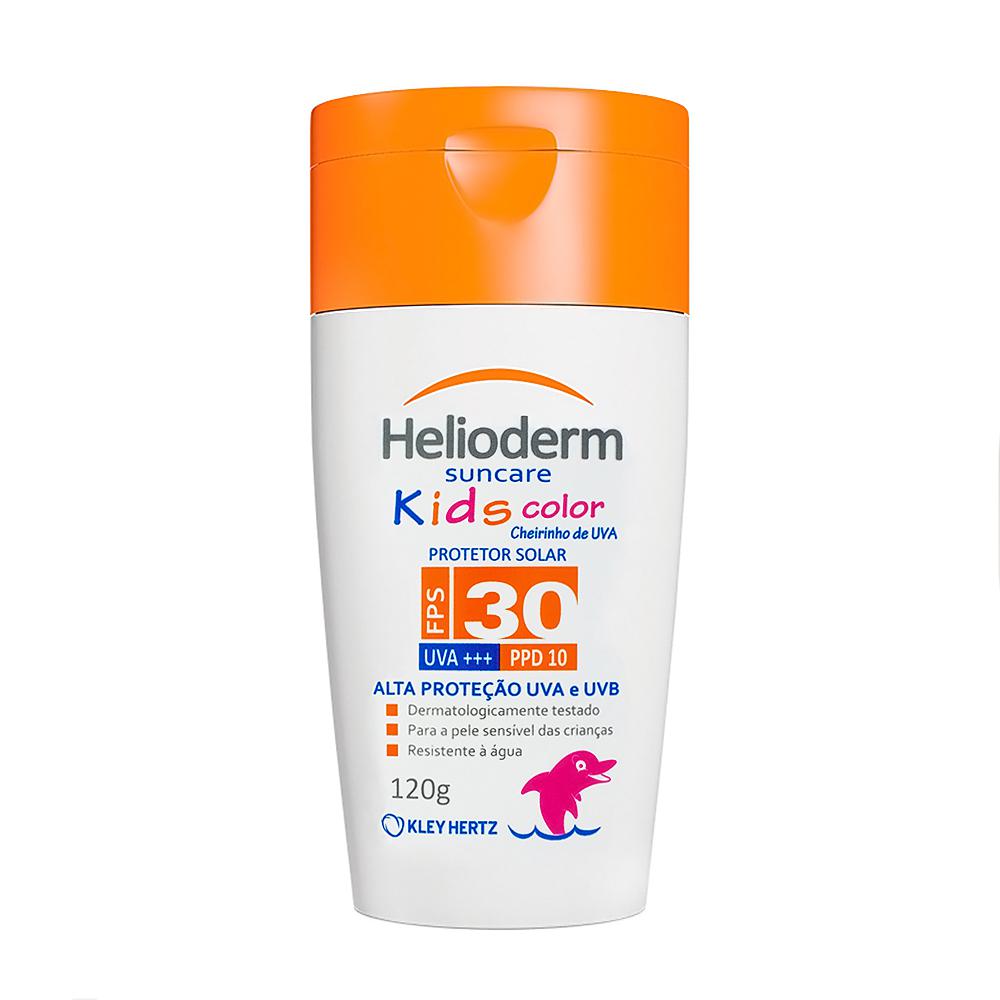 Helioderm
suncare
Kids color
Cheirinho de UVA
PROTETOR SOLAR
FPS 30
UVA +++ PPD 10
ALTA PROTEÇÃO UVA e UVB
Dermatologicamente testado
Para a pele sensível das crianças
Resistente à água
120g
KLEY HERTZ